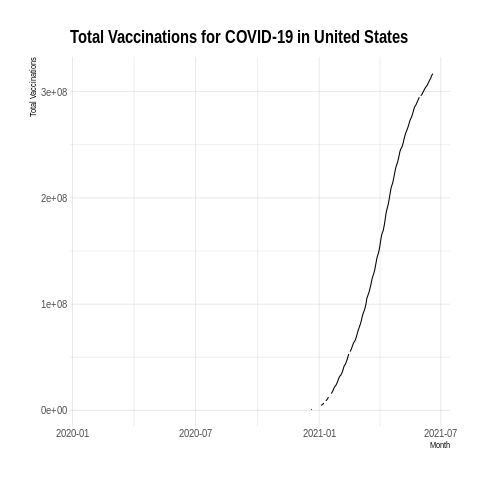 Total Vaccinations for COVID-19 in United States
Total Vaccinations
3e+08
2e+08
1e+08
0e+00
2020-01 2020-07 2021-01 2021-07
Month